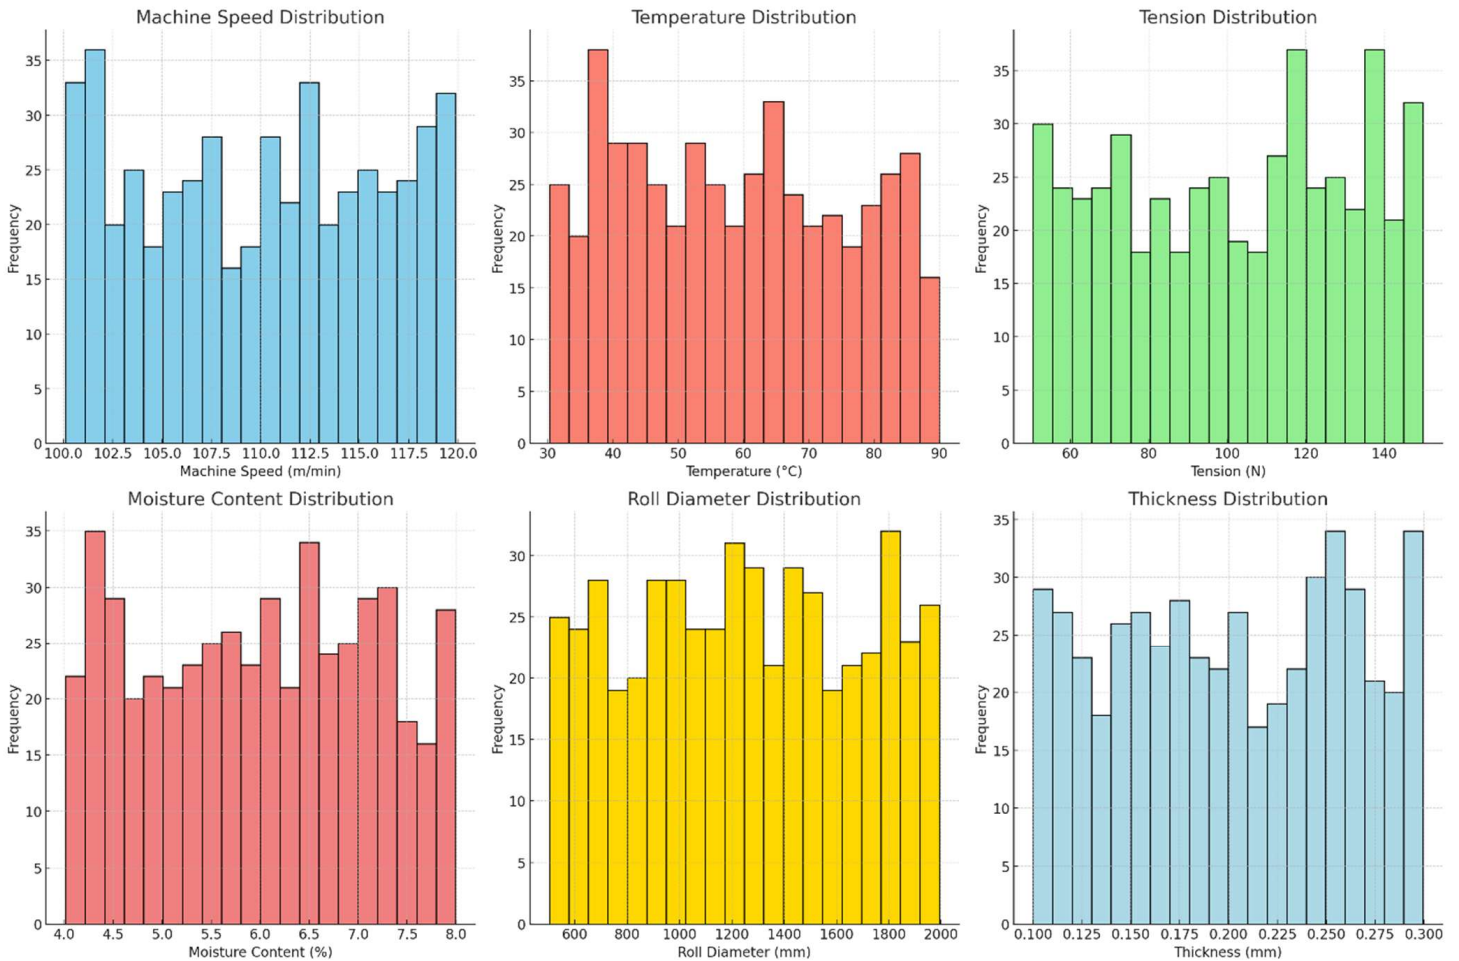 Machine Speed Distribution
Frequency
35
30
25
20
15
10
5
0
100.0 102.5 105.0 107.5 110.0 112.5 115.0 117.5 120.0
Machine Speed (m/min)
Temperature Distribution
Frequency
35
30
25
20
15
10
5
0
30 40 50 60 70 80 90
Temperature (°C)
Tension Distribution
Frequency
35
30
25
20
15
10
5
0
60 80 100 120 140
Tension (N)
Moisture Content Distribution
Frequency
35
30
25
20
15
10
5
0
4.0 4.5 5.0 5.5 6.0 6.5 7.0 7.5 8.0
Moisture Content (%)
Roll Diameter Distribution
Frequency
30
25
20
15
10
5
0
600 800 1000 1200 1400 1600 1800 2000
Roll Diameter (mm)
Thickness Distribution
Frequency
35
30
25
20
15
10
5
0
0.100 0.125 0.150 0.175 0.200 0.225 0.250 0.275 0.300
Thickness (mm)